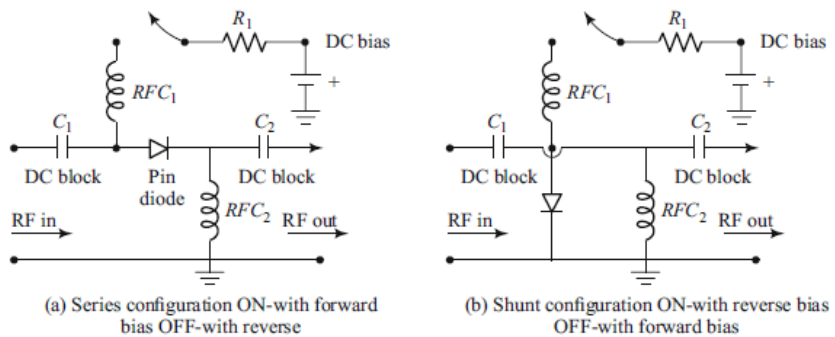 R1
DC bias
+
RFC1
C1
C2
DC block
Pin
diode
DC block
RFC2
RF in
RF out
(a) Series configuration ON-with forward
bias OFF-with reverse
R1
DC bias
+
RFC1
C1
C2
DC block
DC block
RFC2
RF in
RF out
(b) Shunt configuration ON-with reverse bias
OFF-with forward bias